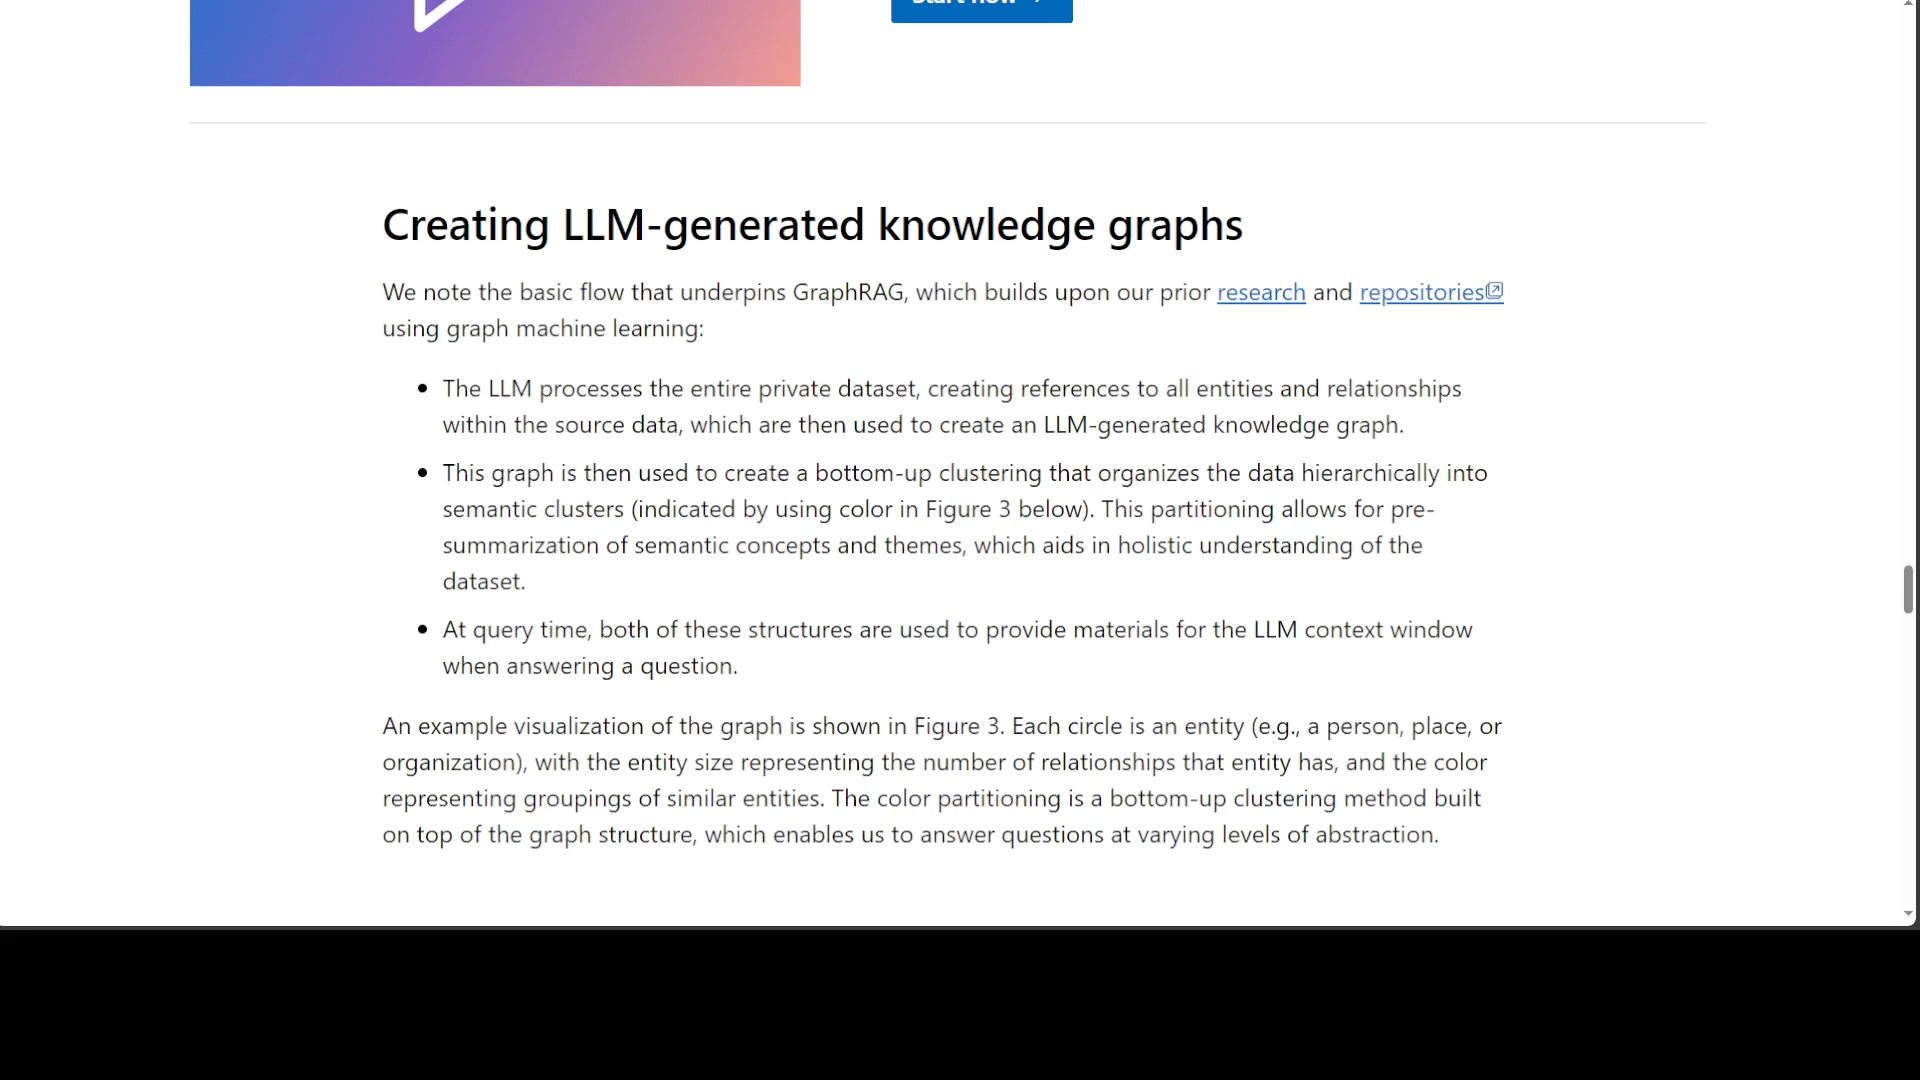 Start now
Creating LLM-generated knowledge graphs
We note the basic flow that underpins GraphRAG, which builds upon our prior research and repositories
using graph machine learning:
• The LLM processes the entire private dataset, creating references to all entities and relationships
within the source data, which are then used to create an LLM-generated knowledge graph.
• This graph is then used to create a bottom-up clustering that organizes the data hierarchically into
semantic clusters (indicated by using color in Figure 3 below). This partitioning allows for pre-
summarization of semantic concepts and themes, which aids in holistic understanding of the
dataset.
• At query time, both of these structures are used to provide materials for the LLM context window
when answering a question.
An example visualization of the graph is shown in Figure 3. Each circle is an entity (e.g., a person, place, or
organization), with the entity size representing the number of relationships that entity has, and the color
representing groupings of similar entities. The color partitioning is a bottom-up clustering method built
on top of the graph structure, which enables us to answer questions at varying levels of abstraction.